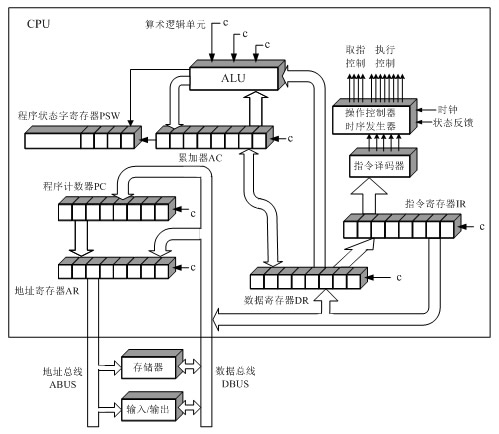 CPU
算术逻辑单元
c
c
c
ALU
取指
控制
执行
控制
程序状态字寄存器PSW
操作控制器
时序发生器
时钟
状态反馈
c
累加器AC
指令译码器
程序计数器PC
c
指令寄存器IR
c
c
地址寄存器AR
c
数据寄存器DR
地址总线
ABUS
存储器
数据总线
DBUS
输入/输出